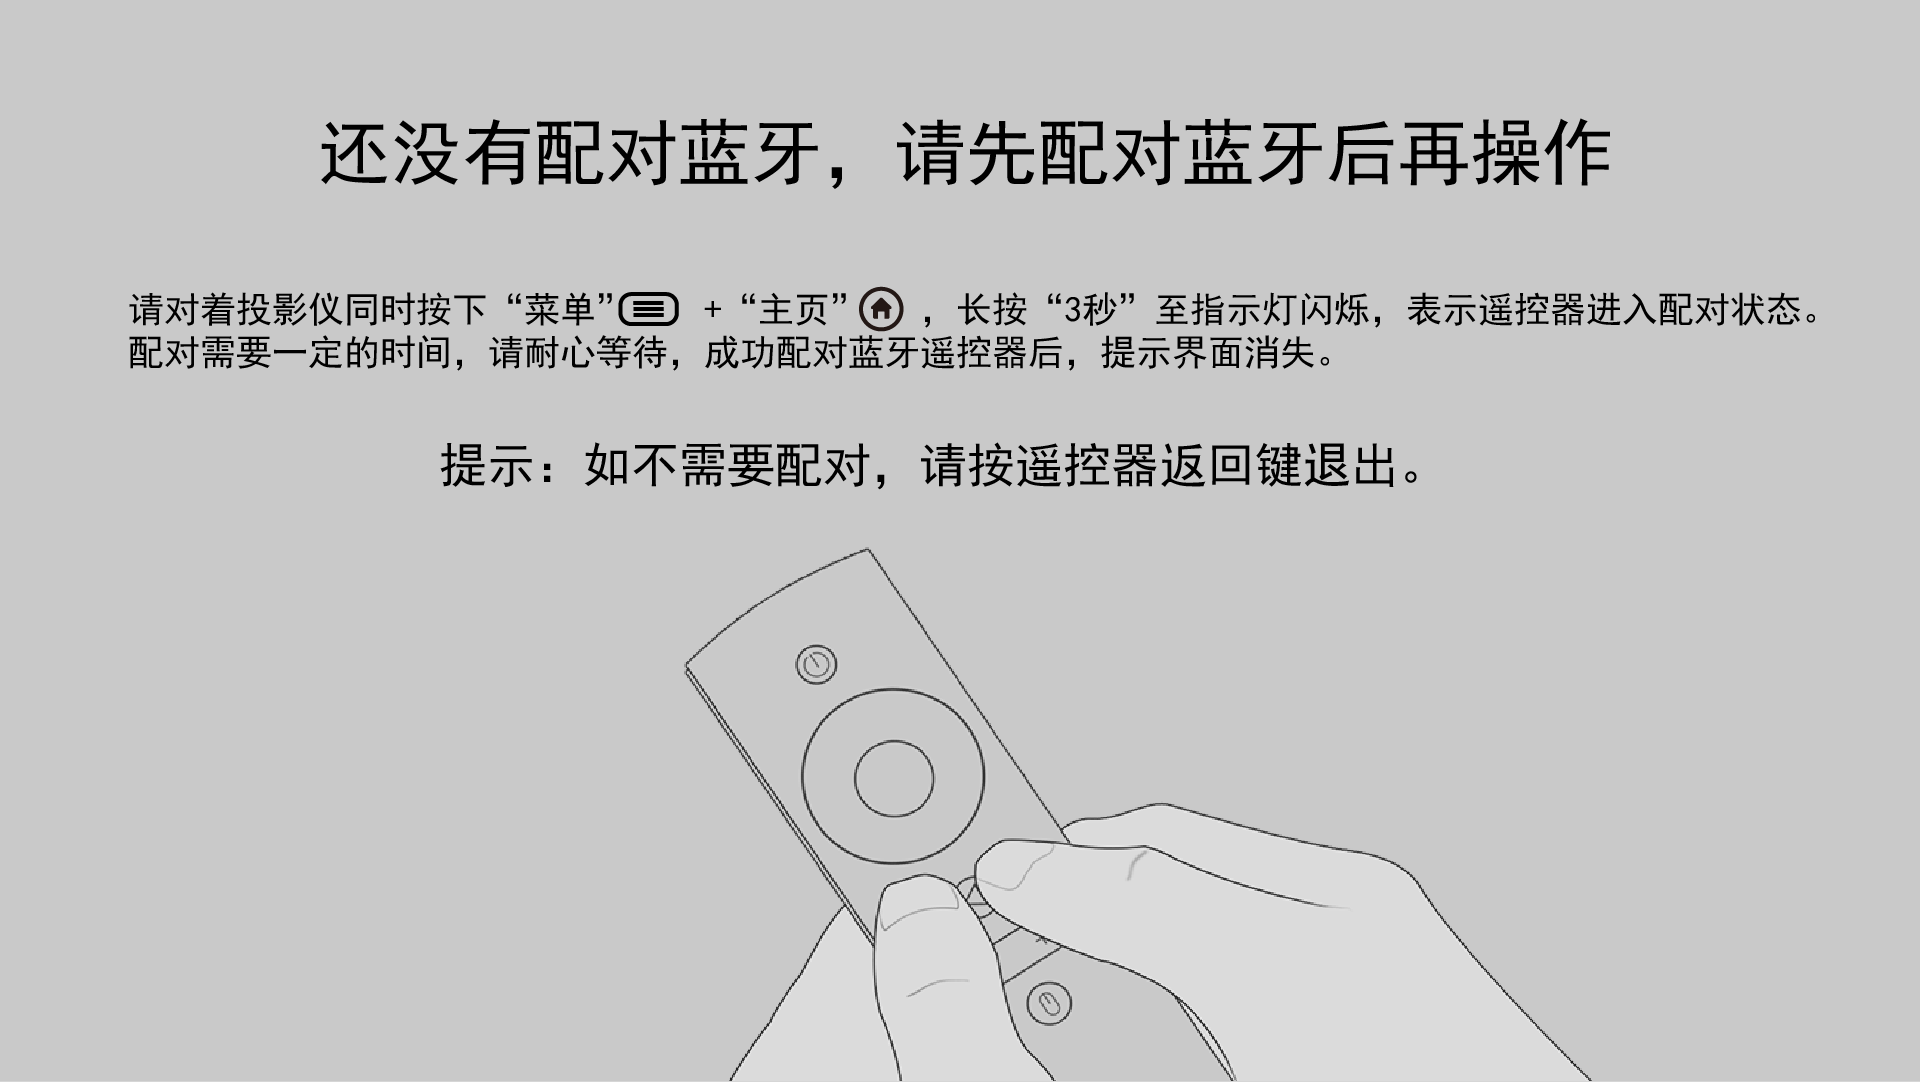 还没有配对蓝牙，请先配对蓝牙后再操作
请对着投影仪同时按下“菜单” + “主页” ，长按“3秒”至指示灯闪烁，表示遥控器进入配对状态。
配对需要一定的时间，请耐心等待，成功配对蓝牙遥控器后，提示界面消失。
提示：如不需要配对，请按遥控器返回键退出。